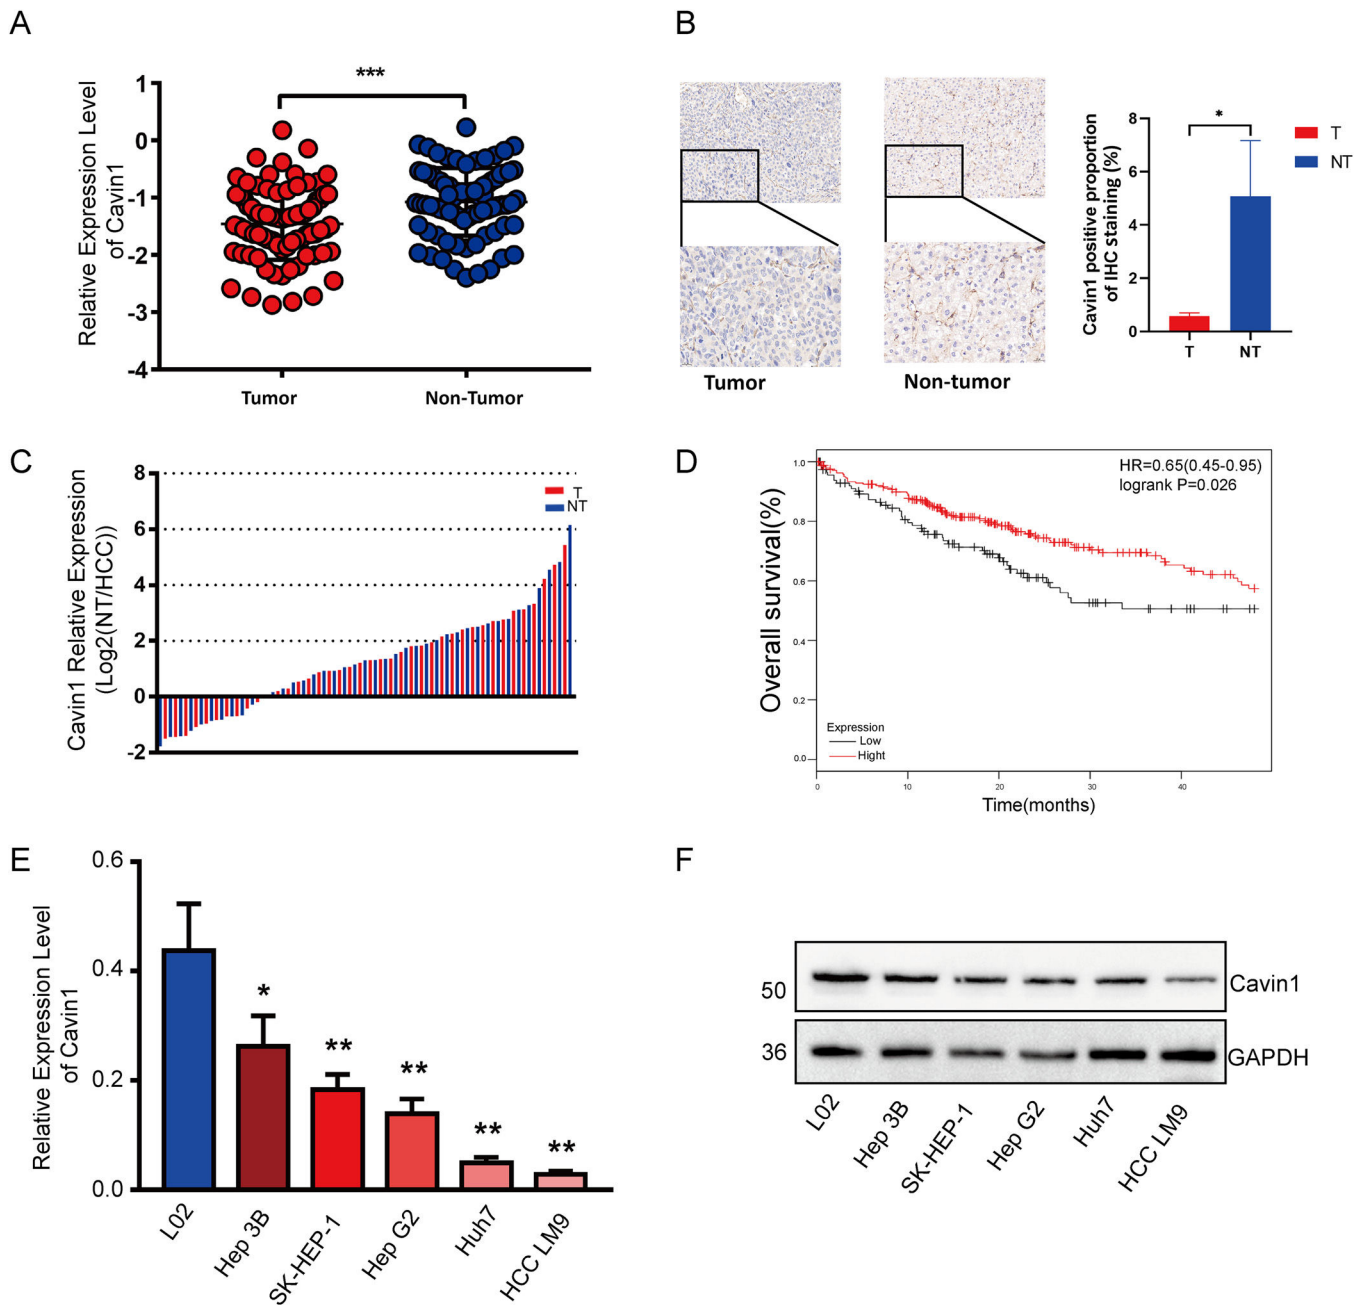 A
Relative Expression Level
of Cavin1
1
0
-1
-2
-3
-4
***
Tumor
Non-Tumor
B
Tumor
Non-tumor
Cavin1 positive proportion
of IHC staining (%)
8
6
4
2
0
*
T
NT
T
NT
C
Cavin1 Relative Expression
(Log2(NT/HCC))
8
6
4
2
0
-2
T
NT
D
Overall survival(%)
1.0
0.8
0.6
0.4
0.2
0.0
HR=0.65(0.45-0.95)
logrank P=0.026
Expression
Low
Hight
0
10
20
30
40
Time(months)
E
Relative Expression Level
of Cavin1
0.6
0.4
0.2
0.0
*
**
**
**
**
L02
Hep 3B
SK-HEP-1
Hep G2
Huh7
HCC LM9
F
50
Cavin1
36
GAPDH
L02
Hep 3B
SK-HEP-1
Hep G2
Huh7
HCC LM9